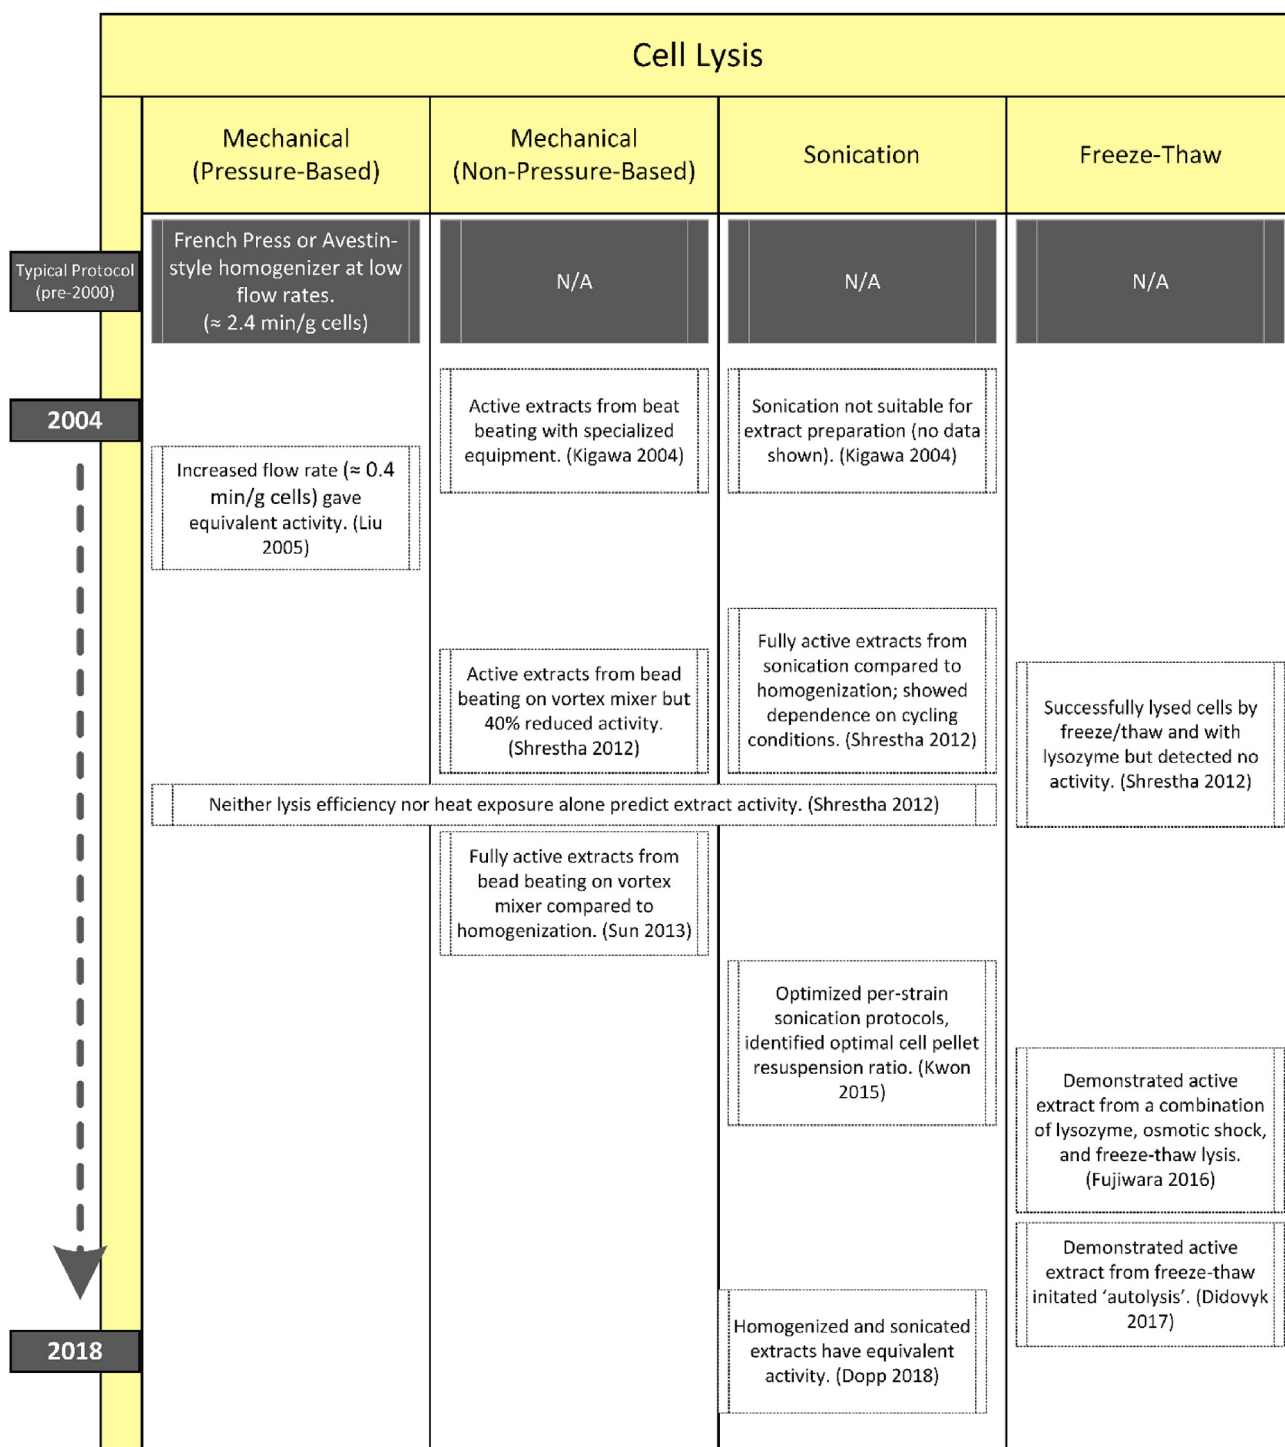 Cell Lysis
Mechanical
(Pressure-Based)
Mechanical
(Non-Pressure-Based)
Sonication
Freeze-Thaw
Typical Protocol
(pre-2000)
French Press or Avestin-
style homogenizer at low
flow rates.
(≈ 2.4 min/g cells)
N/A
N/A
N/A
2004
Active extracts from beat
beating with specialized
equipment. (Kigawa 2004)
Sonication not suitable for
extract preparation (no data
shown). (Kigawa 2004)
Increased flow rate (≈ 0.4
min/g cells) gave
equivalent activity. (Liu
2005)
Active extracts from bead
beating on vortex mixer but
40% reduced activity.
(Shrestha 2012)
Fully active extracts from
sonication compared to
homogenization; showed
dependence on cycling
conditions. (Shrestha 2012)
Successfully lysed cells by
freeze/thaw and with
lysozyme but detected no
activity. (Shrestha 2012)
Neither lysis efficiency nor heat exposure alone predict extract activity. (Shrestha 2012)
Fully active extracts from
bead beating on vortex
mixer compared to
homogenization. (Sun 2013)
Optimized per-strain
sonication protocols,
identified optimal cell pellet
resuspension ratio. (Kwon
2015)
Demonstrated active
extract from a combination
of lysozyme, osmotic shock,
and freeze-thaw lysis.
(Fujiwara 2016)
Demonstrated active
extract from freeze-thaw
initated ‘autolysis’. (Didovyk
2017)
2018
Homogenized and sonicated
extracts have equivalent
activity. (Dopp 2018)